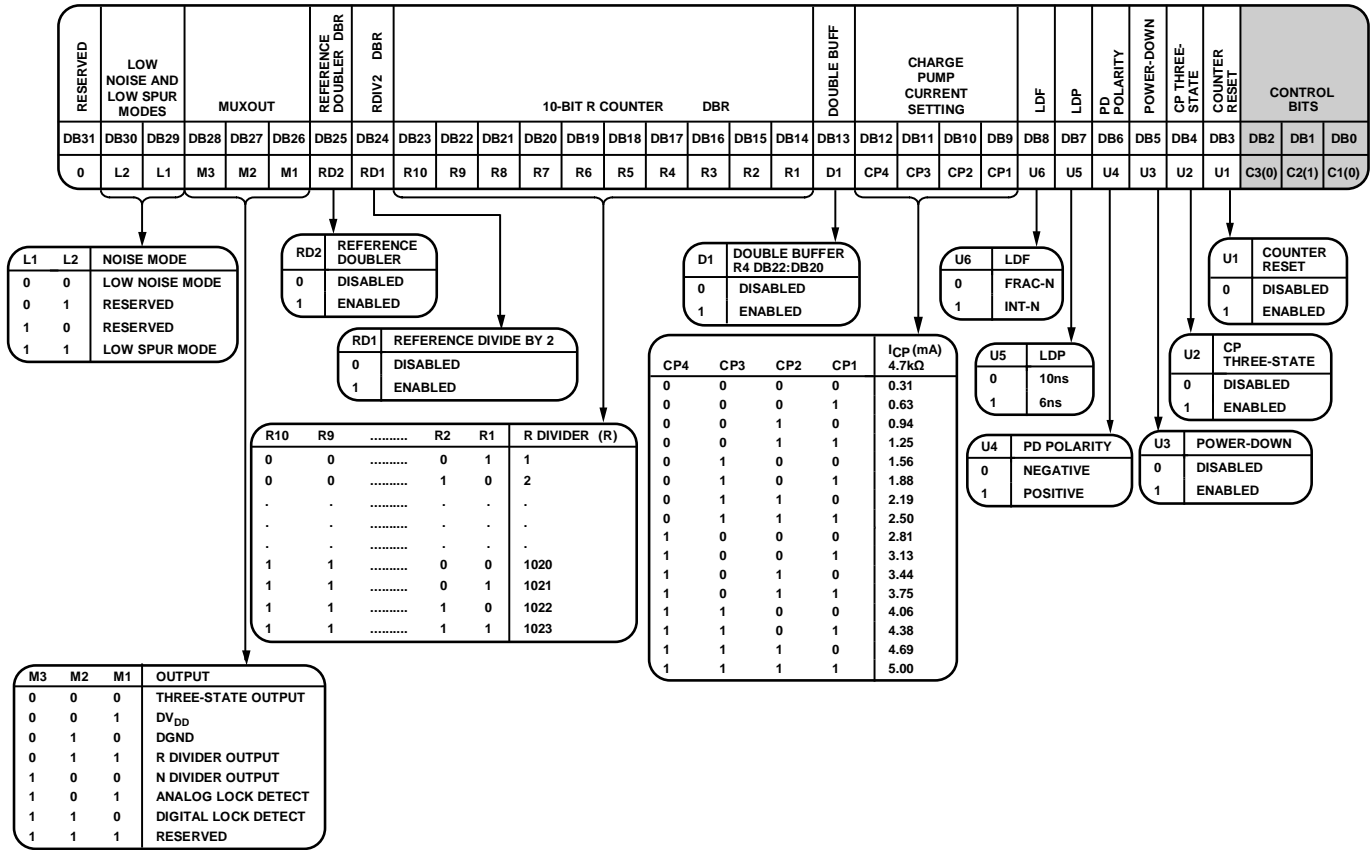 RESERVED
LOW NOISE AND LOW SPUR MODES
MUXOUT
REFERENCE DOUBLER DBR
RDIV2 DBR
10-BIT R COUNTER DBR
DOUBLE BUFF
CHARGE PUMP CURRENT SETTING
LDF
LDP
PD POLARITY
POWER-DOWN
CP THREE-STATE
COUNTER RESET
CONTROL BITS
DB31 DB30 DB29 DB28 DB27 DB26 DB25 DB24 DB23 DB22 DB21 DB20 DB19 DB18 DB17 DB16 DB15 DB14 DB13 DB12 DB11 DB10 DB9 DB8 DB7 DB6 DB5 DB4 DB3 DB2 DB1 DB0
0 L2 L1 M3 M2 M1 RD2 RD1 R10 R9 R8 R7 R6 R5 R4 R3 R2 R1 D1 CP4 CP3 CP2 CP1 U6 U5 U4 U3 U2 U1 C3(0) C2(1) C1(0)
L1 L2 NOISE MODE
0 0 LOW NOISE MODE
0 1 RESERVED
1 0 RESERVED
1 1 LOW SPUR MODE
RD2 REFERENCE DOUBLER
0 DISABLED
1 ENABLED
RD1 REFERENCE DIVIDE BY 2
0 DISABLED
1 ENABLED
R10 R9 .......... R2 R1 R DIVIDER (R)
0 0 .......... 0 1 1
0 0 .......... 1 0 2
. . .......... . . .
. . .......... . . .
. . .......... . . .
1 1 .......... 0 0 1020
1 1 .......... 0 1 1021
1 1 .......... 1 0 1022
1 1 .......... 1 1 1023
D1 DOUBLE BUFFER R4 DB22:DB20
0 DISABLED
1 ENABLED
CP4 CP3 CP2 CP1 ICP (mA) 4.7kΩ
0 0 0 0 0.31
0 0 0 1 0.63
0 0 1 0 0.94
0 0 1 1 1.25
0 1 0 0 1.56
0 1 0 1 1.88
0 1 1 0 2.19
0 1 1 1 2.50
1 0 0 0 2.81
1 0 0 1 3.13
1 0 1 0 3.44
1 0 1 1 3.75
1 1 0 0 4.06
1 1 0 1 4.38
1 1 1 0 4.69
1 1 1 1 5.00
U6 LDF
0 FRAC-N
1 INT-N
U5 LDP
0 10ns
1 6ns
U4 PD POLARITY
0 NEGATIVE
1 POSITIVE
U3 POWER-DOWN
0 DISABLED
1 ENABLED
U2 CP THREE-STATE
0 DISABLED
1 ENABLED
U1 COUNTER RESET
0 DISABLED
1 ENABLED
M3 M2 M1 OUTPUT
0 0 0 THREE-STATE OUTPUT
0 0 1 DVDD
0 1 0 DGND
0 1 1 R DIVIDER OUTPUT
1 0 0 N DIVIDER OUTPUT
1 0 1 ANALOG LOCK DETECT
1 1 0 DIGITAL LOCK DETECT
1 1 1 RESERVED